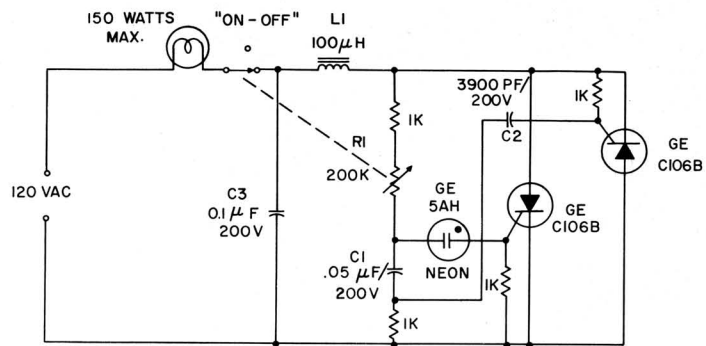 150 WATTS
MAX.
"ON-OFF"
L1
100µH
3900 PF/
200V
C2
1K
1K
R1
200K
GE
C106B
120 VAC
C3
0.1 µF
200V
GE
5AH
NEON
GE
C106B
C1
.05 µF/
200V
1K
1K